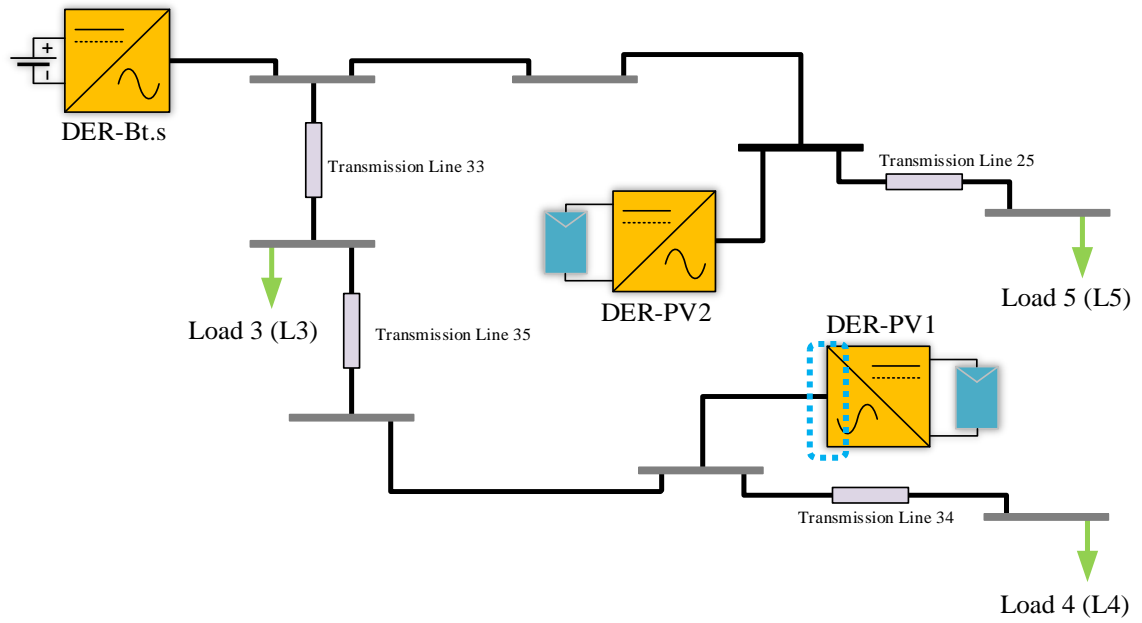 +
-
DER-Bt.s
Transmission Line 33
Transmission Line 25
Load 3 (L3)
Transmission Line 35
DER-PV2
Load 5 (L5)
DER-PV1
Transmission Line 34
Load 4 (L4)